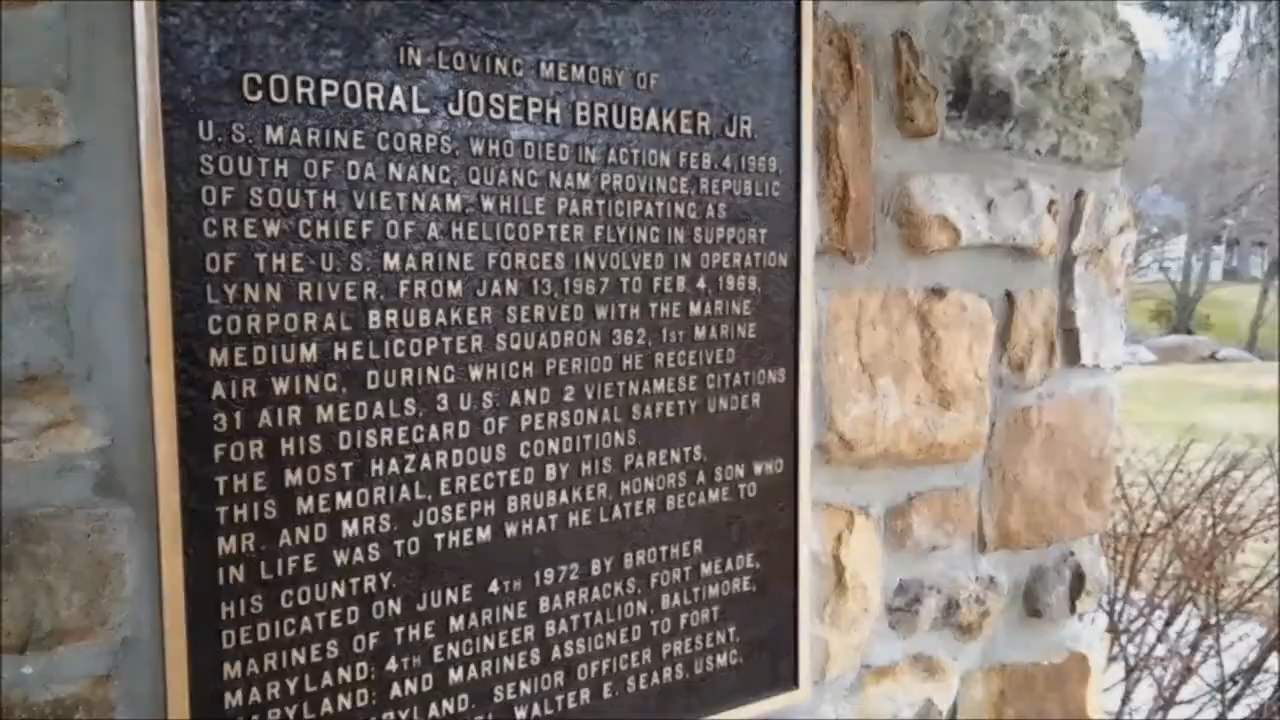 IN LOVING MEMORY OF
CORPORAL JOSEPH BRUBAKER, JR.
U.S. MARINE CORPS, WHO DIED IN ACTION FEB. 4, 1969,
SOUTH OF DA NANG, QUANG NAM PROVINCE, REPUBLIC
OF SOUTH VIETNAM, WHILE PARTICIPATING AS
CREW CHIEF OF A HELICOPTER FLYING IN SUPPORT
OF THE U.S. MARINE FORCES INVOLVED IN OPERATION
LYNN RIVER. FROM JAN 13, 1967 TO FEB. 4, 1969,
CORPORAL BRUBAKER SERVED WITH THE MARINE
MEDIUM HELICOPTER SQUADRON 362, 1ST MARINE
AIR WING, DURING WHICH PERIOD HE RECEIVED
31 AIR MEDALS, 3 U.S. AND 2 VIETNAMESE CITATIONS
FOR HIS DISREGARD OF PERSONAL SAFETY UNDER
THE MOST HAZARDOUS CONDITIONS.
THIS MEMORIAL, ERECTED BY HIS PARENTS,
MR. AND MRS. JOSEPH BRUBAKER, HONORS A SON WHO
IN LIFE WAS TO THEM WHAT HE LATER BECAME TO
HIS COUNTRY.
DEDICATED ON JUNE 4TH 1972 BY BROTHER
MARINES OF THE MARINE BARRACKS, FORT MEADE,
MARYLAND: 4TH ENGINEER BATTALION, BALTIMORE,
MARYLAND: AND MARINES ASSIGNED TO FORT
MARYLAND. SENIOR OFFICER PRESENT,
WALTER E. SEARS, USMC.